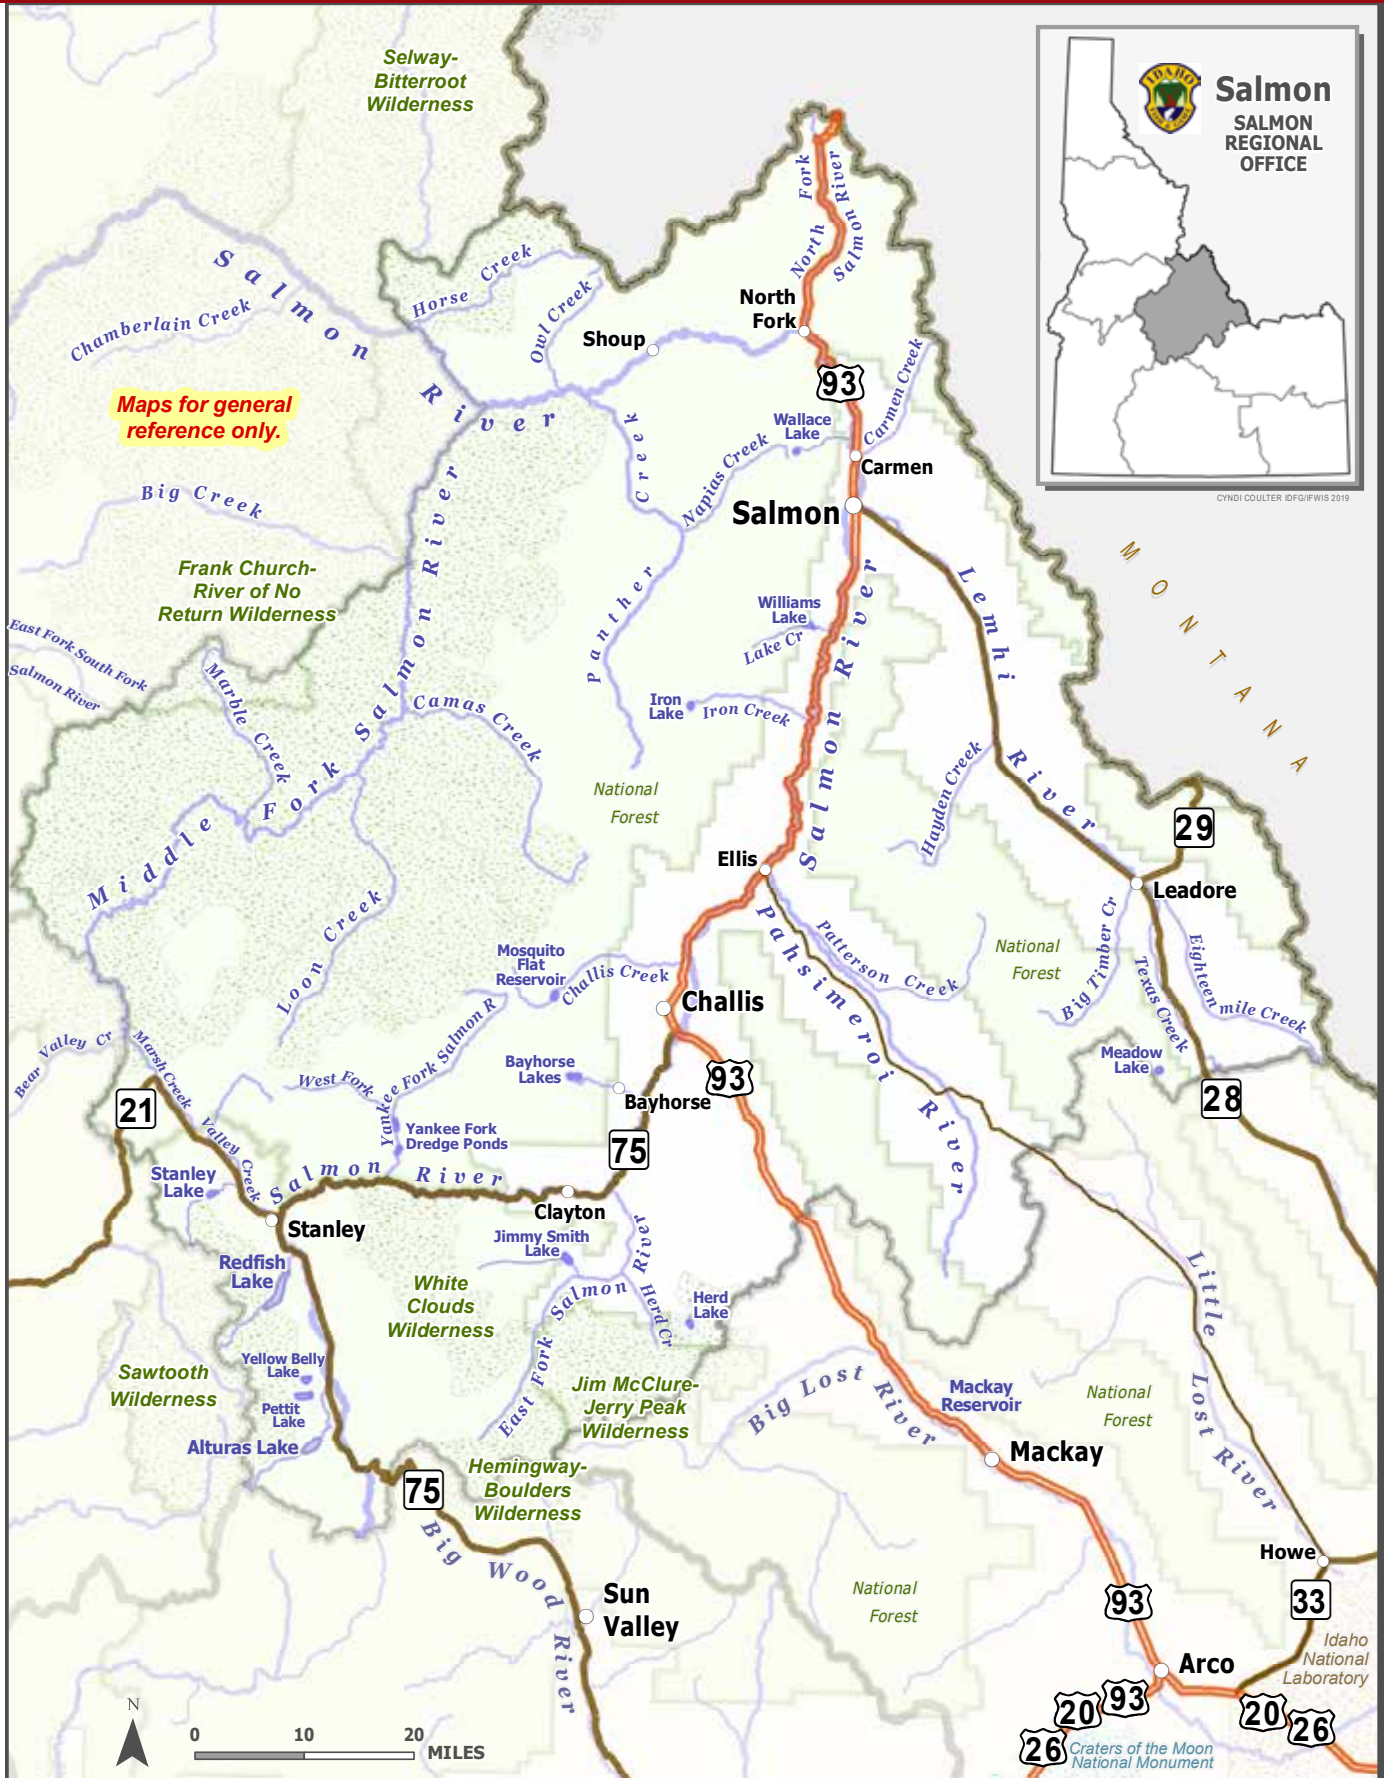 Selway-
Bitterroot
Wilderness
IDAHO
FISH & GAME
Salmon
SALMON
REGIONAL
OFFICE
CYNDI COULTER IDFG/IFWIS 2019
North Fork
Salmon River
Salmon River
Horse Creek
Chamberlain Creek
Owl Creek
North
Fork
Shoup
93
Maps for general
reference only.
Carmen Creek
Wallace
Lake
Napias Creek
Carmen
Panther Creek
Big Creek
Salmon
MONTANA
Frank Church-
River of No
Return Wilderness
Lemhi River
Salmon River
Williams
Lake
Lake Cr
East Fork South Fork
Salmon River
Marble Creek
Middle Fork Salmon River
Camas Creek
Iron
Lake
Iron Creek
Hayden Creek
National
Forest
29
Ellis
Leadore
Loon Creek
Pahsimeroi River
Patterson Creek
National
Forest
Big Timber Cr
Texas Creek
Eighteen mile Creek
Mosquito
Flat
Reservoir
Challis Creek
Challis
Bear Valley Cr
Marsh Creek
Yankee Fork Salmon R
West Fork
Bayhorse
Lakes
Bayhorse
93
Meadow
Lake
28
21
Valley Creek
Yankee Fork
Dredge Ponds
75
Stanley
Lake
Salmon River
Clayton
Stanley
Jimmy Smith
Lake
Redfish
Lake
White
Clouds
Wilderness
East Fork Salmon River
Herd Cr
Herd
Lake
Little Lost River
Sawtooth
Wilderness
Yellow Belly
Lake
Pettit
Lake
Alturas Lake
Jim McClure-
Jerry Peak
Wilderness
Big Lost River
Mackay
Reservoir
National
Forest
Mackay
Hemingway-
Boulders
Wilderness
75
Big Wood River
Sun
Valley
National
Forest
Howe
93
33
Idaho
National
Laboratory
Arco
20
93
26
20
26
Craters of the Moon
National Monument
N
0 10 20
MILES